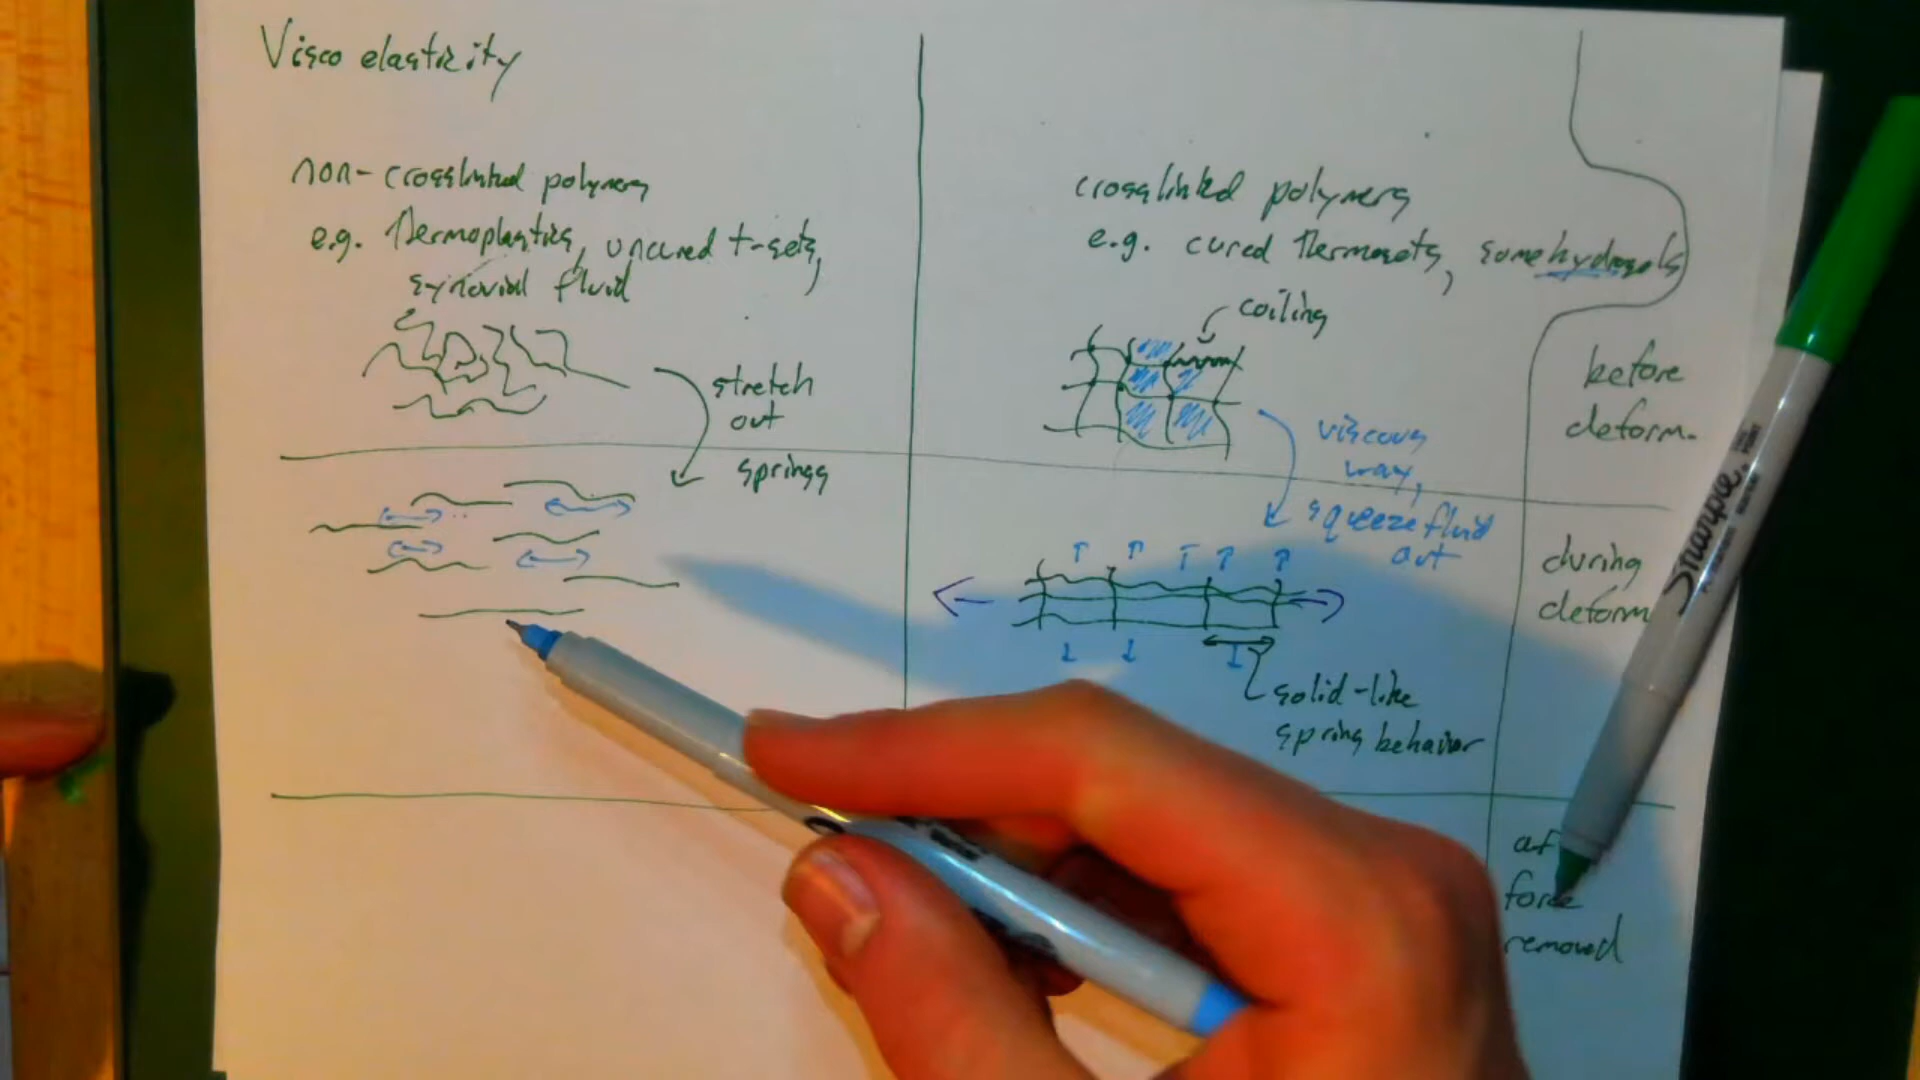 Visco elasticity
non-crosslinked polymers
e.g. thermoplastics, uncured t-sets,
synovial fluid
stretch
out
springs
crosslinked polymers
e.g. cured thermosets, some hydrogels
coiling
viscous
way,
squeeze fluid
out
solid-like
spring behavior
before
deform.
during
deform
force
removed
Sharpie